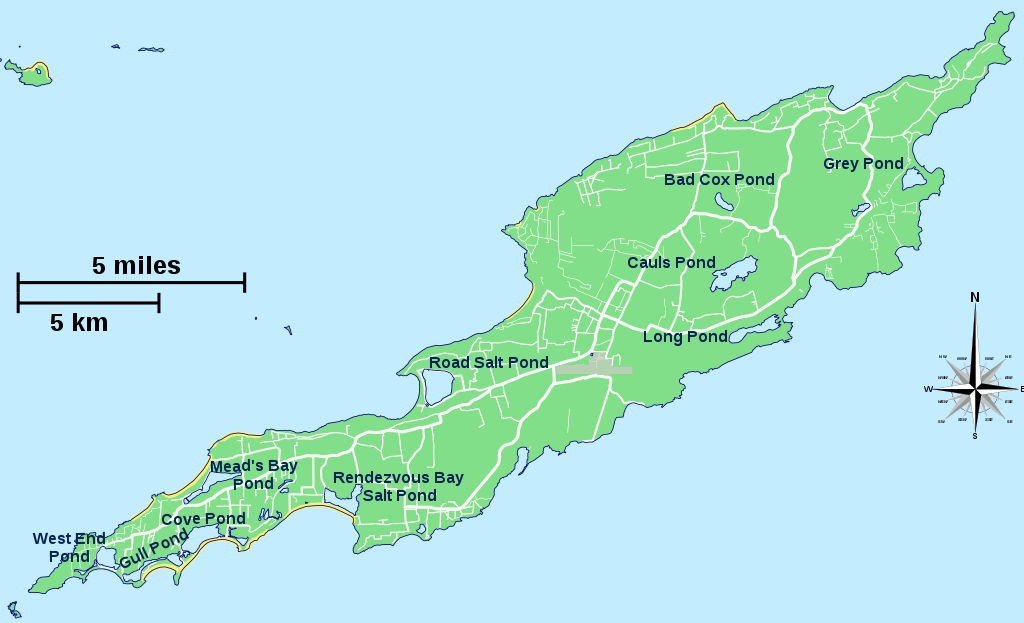 Grey Pond
Bad Cox Pond
5 miles
Cauls Pond
5 km
N
Long Pond
Road Salt Pond
W
E
S
Mead's Bay
Pond
Rendezvous Bay
Salt Pond
Cove Pond
West End
Pond
Gull Pond